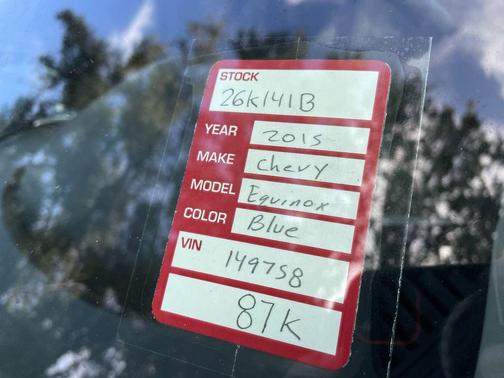 STOCK
26K141B
YEAR 2015
MAKE Chevy
MODEL Equinox
COLOR Blue
VIN
149758
87K